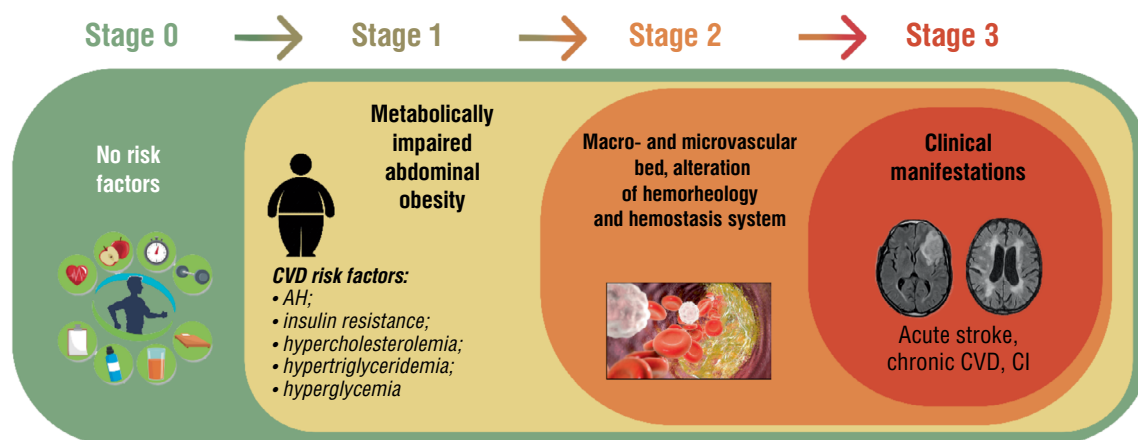 Stage 0
Stage 1
Stage 2
Stage 3
No risk
factors
Metabolically
impaired
abdominal
obesity
CVD risk factors:
• AH;
• insulin resistance;
• hypercholesterolemia;
• hypertriglyceridemia;
• hyperglycemia
Macro- and microvascular
bed, alteration
of hemorheology
and hemostasis system
Clinical
manifestations
Acute stroke,
chronic CVD, CI